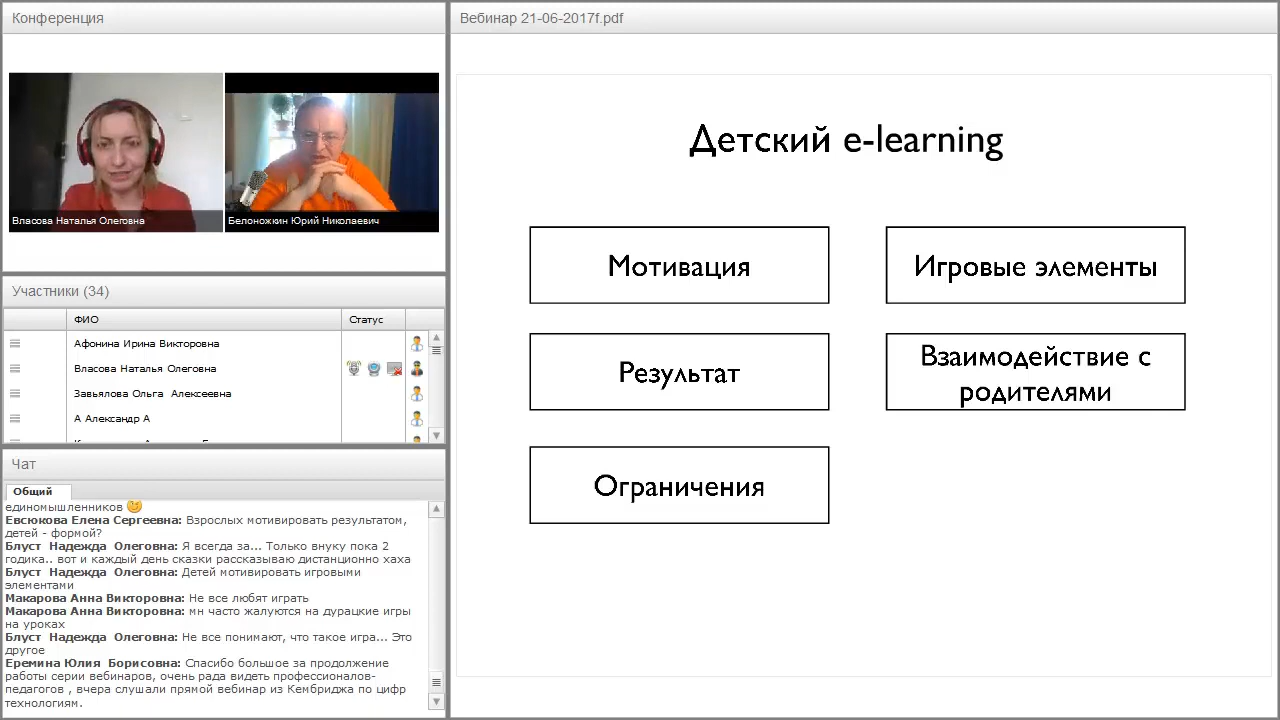 Конференция
Власова Наталья Олеговна
Белоножкин Юрий Николаевич
Участники (34)
ФИО
Статус
Афонина Ирина Викторовна
Власова Наталья Олеговна
Завьялова Ольга Алексеевна
А Александр А
Чат
Общий
единомышленников
Евсюкова Елена Сергеевна: Взрослых мотивировать результатом,
детей - формой?
Блуст Надежда Олеговна: Я всегда за... Только внуку пока 2
годика.. вот и каждый день сказки рассказываю дистанционно хаха
Блуст Надежда Олеговна: Детей мотивировать игровыми
элементами
Макарова Анна Викторовна: Не все любят играть
Макарова Анна Викторовна: мн часто жалуются на дурацкие игры
на уроках
Блуст Надежда Олеговна: Не все понимают, что такое игра... Это
другое
Еремина Юлия Борисовна: Спасибо большое за продолжение
работы серии вебинаров, очень рада видеть профессионалов-
педагогов , вчера слушали прямой вебинар из Кембриджа по цифр
технологиям.
Вебинар 21-06-2017f.pdf
Детский e-learning
Мотивация
Игровые элементы
Результат
Взаимодействие с
родителями
Ограничения